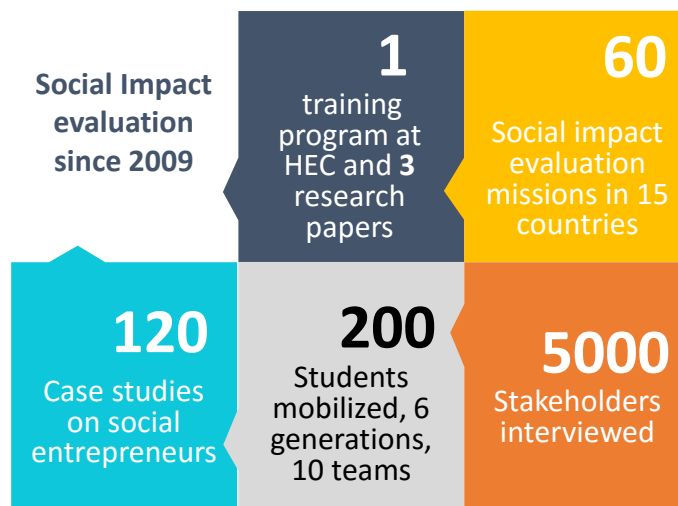 Social Impact
evaluation
since 2009
1
training
program at
HEC and 3
research
papers
60
Social impact
evaluation
missions in 15
countries
120
Case studies
on social
entrepreneurs
200
Students
mobilized, 6
generations,
10 teams
5000
Stakeholders
interviewed